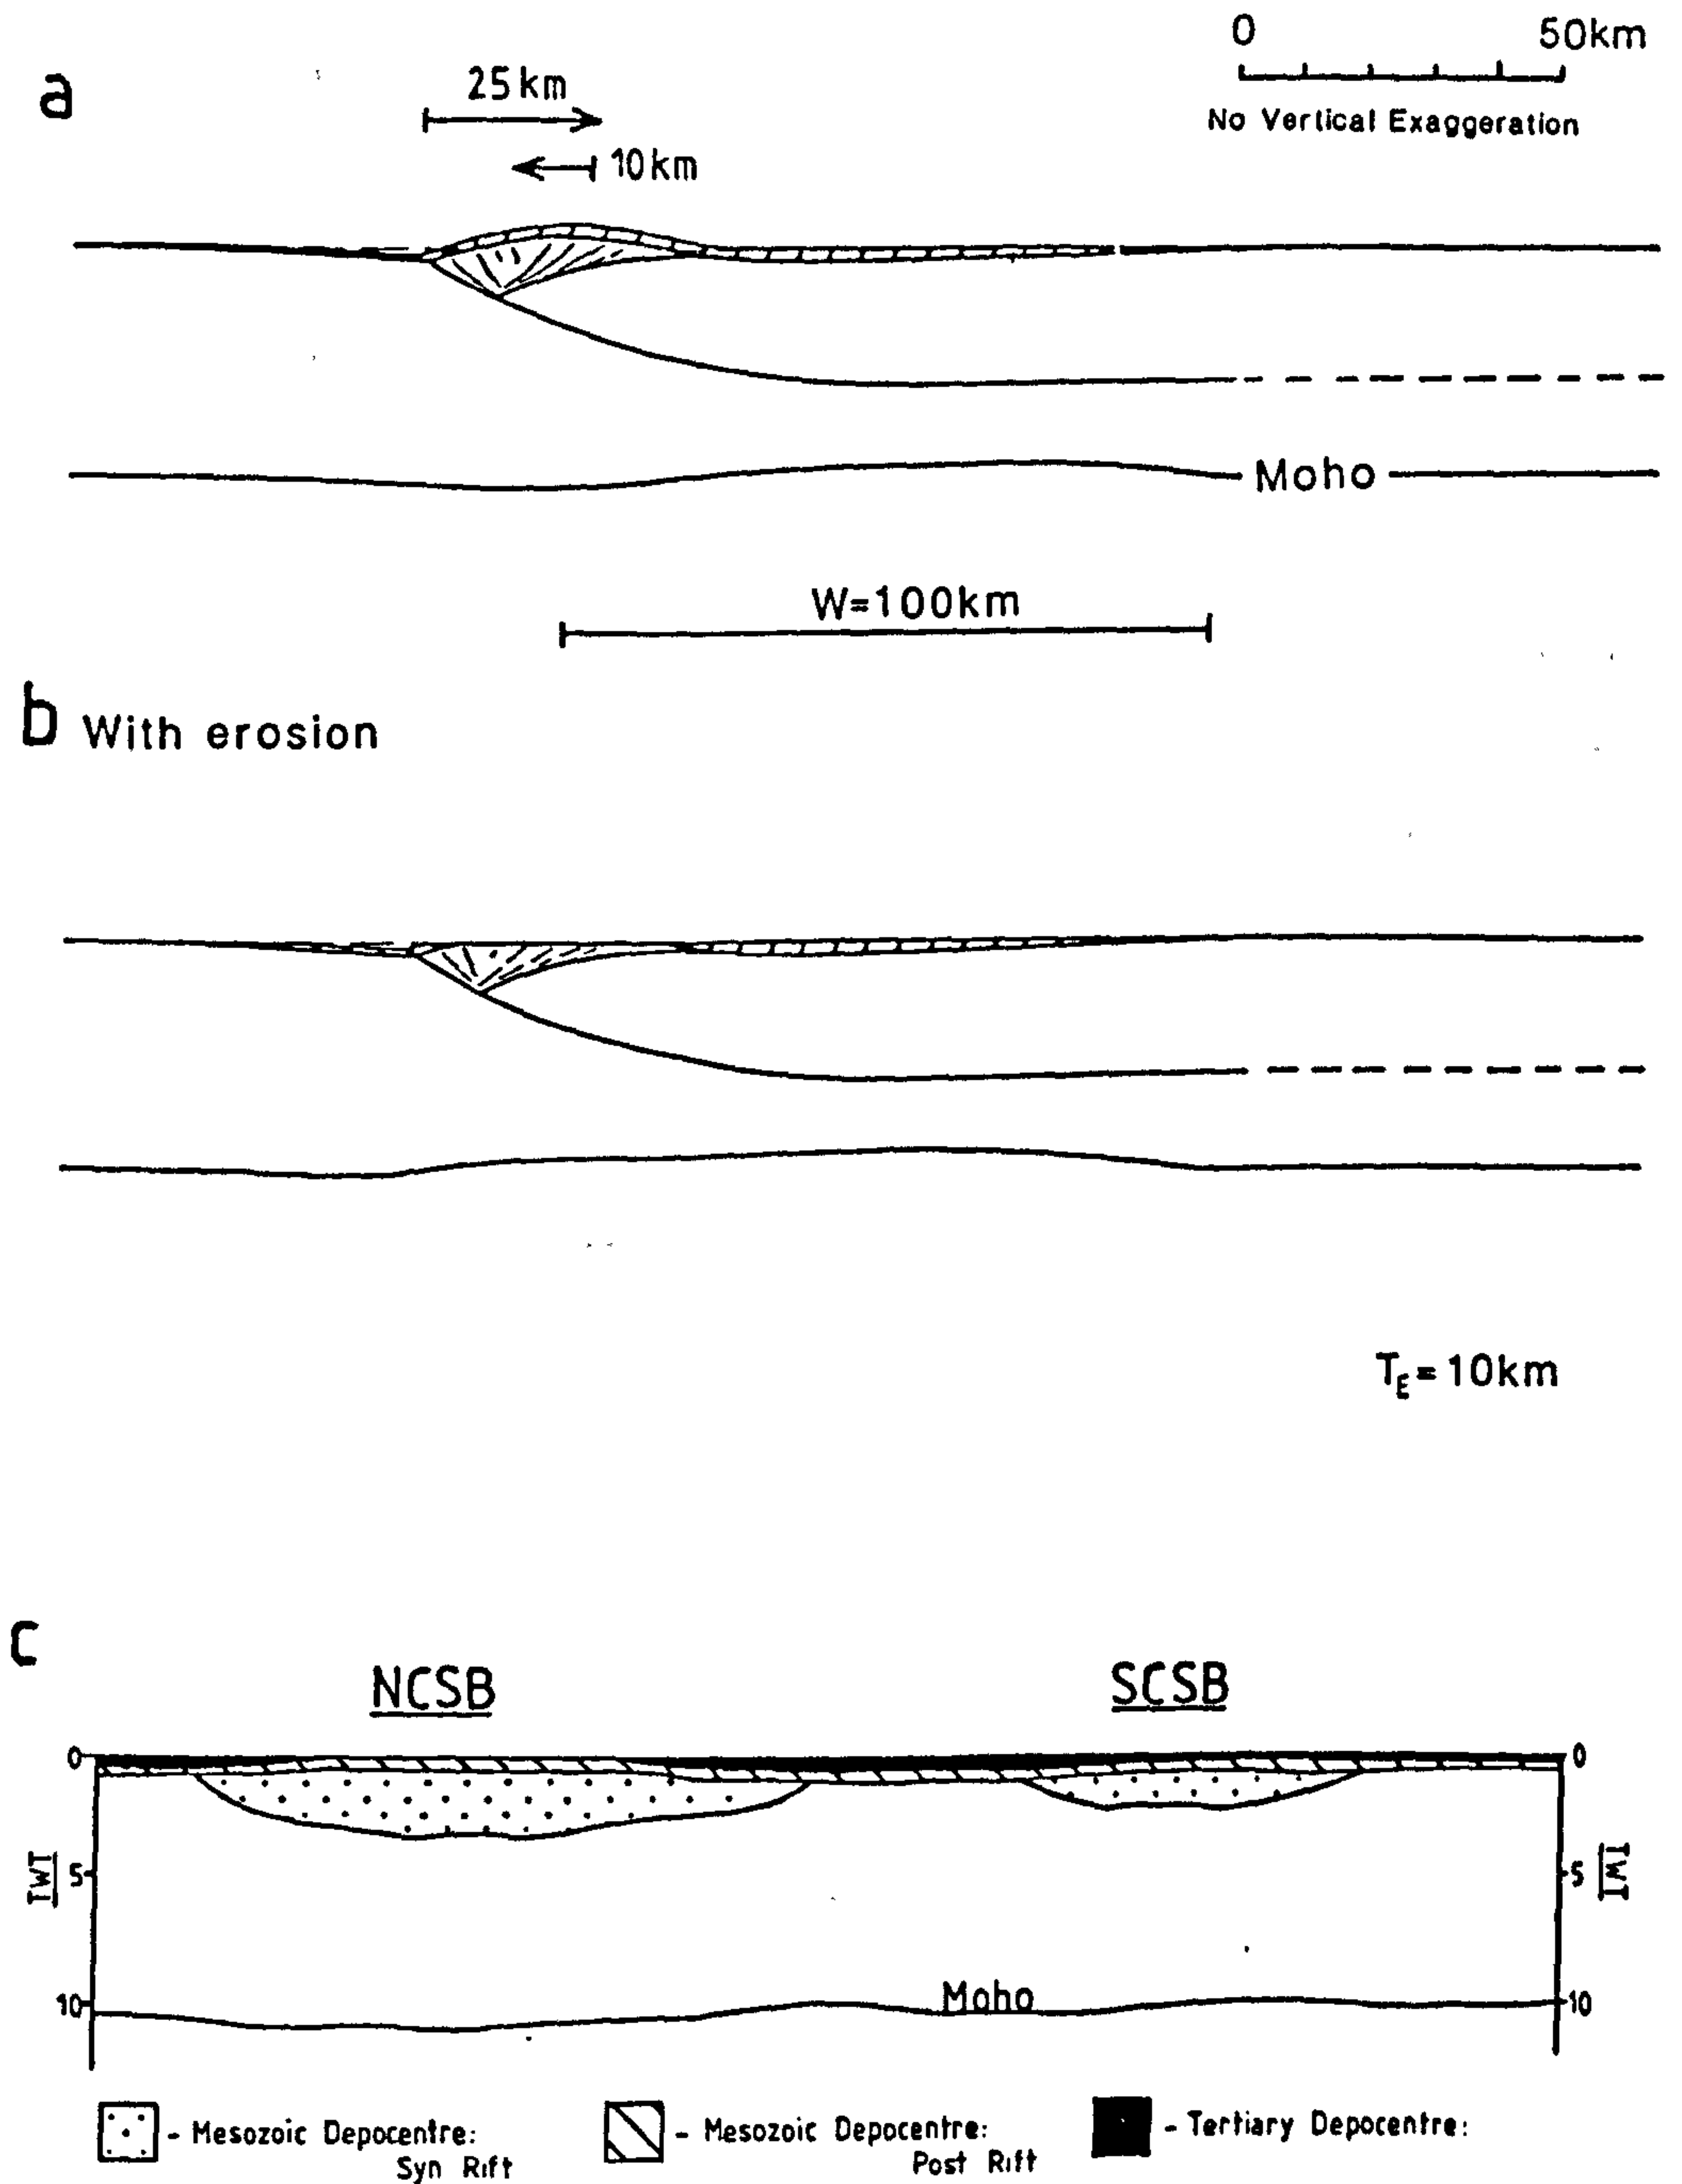 a
0 50km
No Vertical Exaggeration
25km
10km
Moho
W=100km
b With erosion
TE = 10km
c
NCSB SCSB
0 0
TWT 5 5 TWT
10 Moho 10
- Mesozoic Depocentre: Syn Rift
- Mesozoic Depocentre: Post Rift
- Tertiary Depocentre: